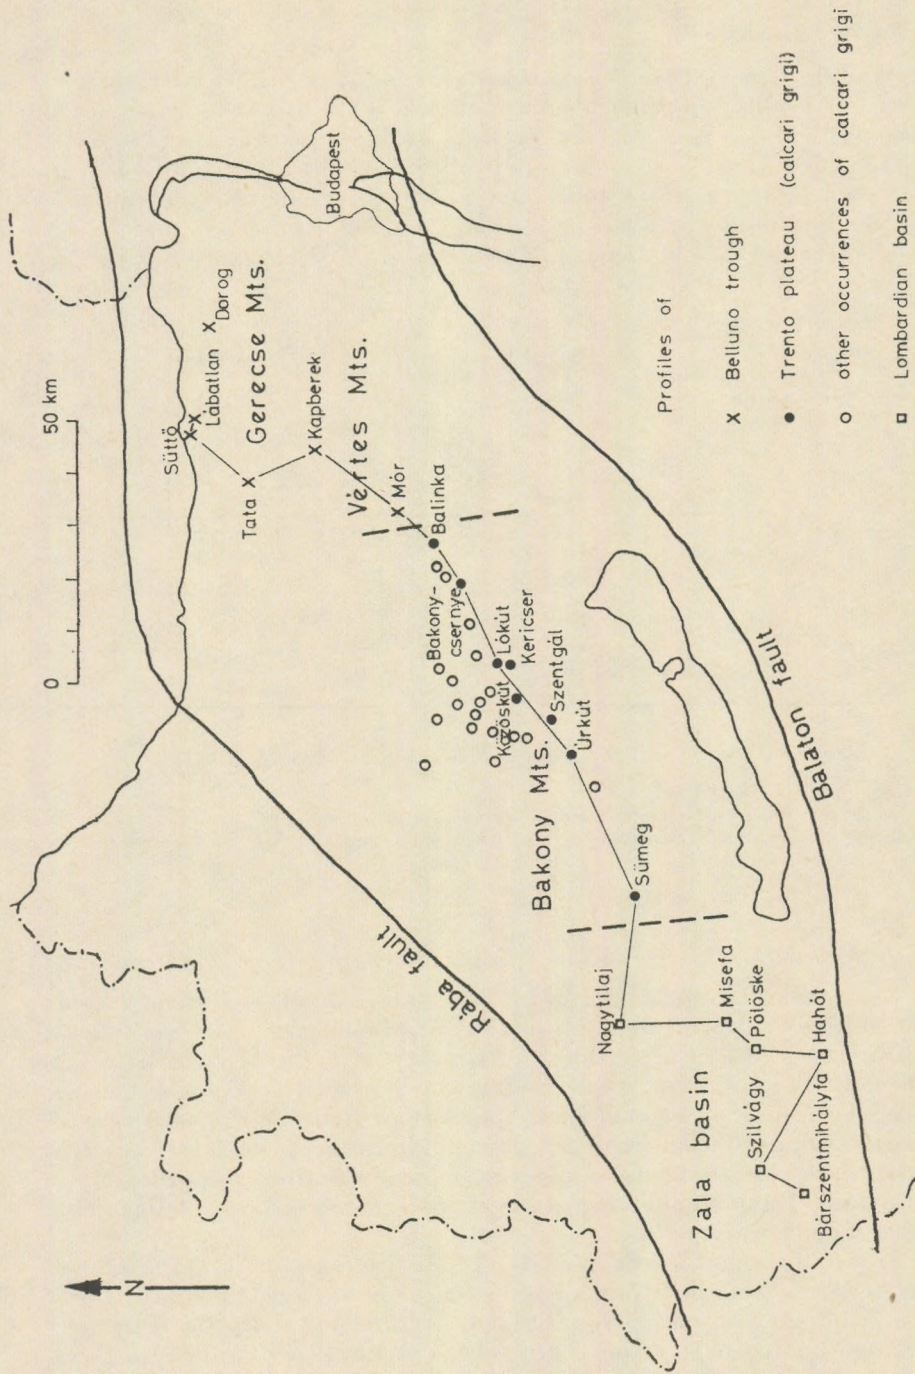 N
0 50 km
Süttő
Lábatlan
Dorog
Tata
Gerecse Mts.
Budapest
Kapberek
Vértes Mts.
Mór
Balinka
Rába fault
Bakony-
csernye
Lókút
Kericser
Közöskút
Szentgál
Úrkút
Bakony Mts.
Sümeg
Nagytilaj
Misefa
Pölöske
Hahót
Zala basin
Szilvágy
Bárszentmihályfa
Balaton fault
Profiles of
x Belluno trough
● Trento plateau (calcari grigi)
○ other occurrences of calcari grigi
□ Lombardian basin